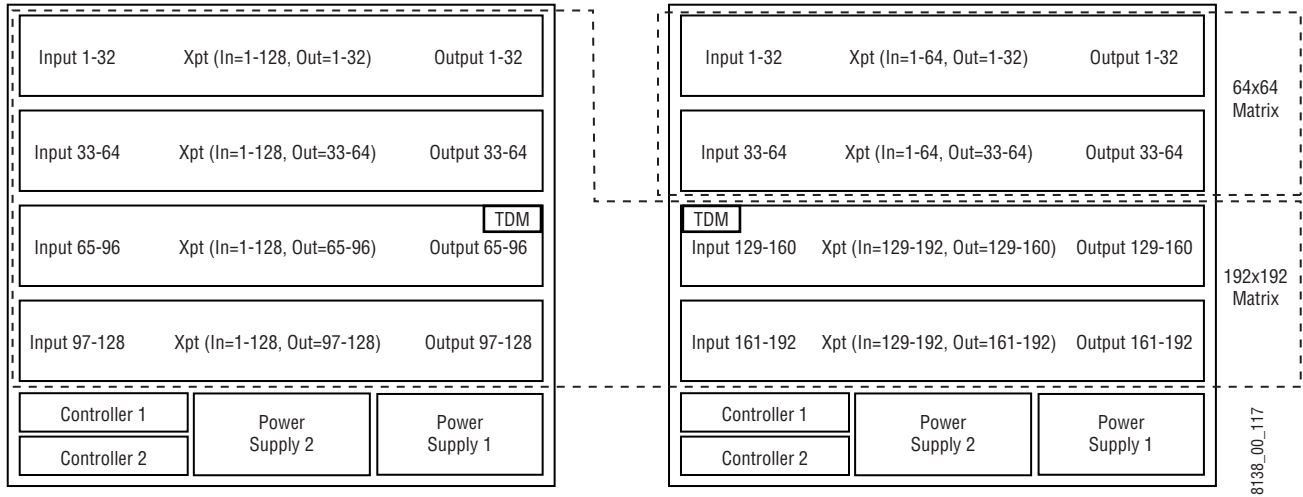 Input 1-32 Xpt (In=1-128, Out=1-32) Output 1-32
Input 33-64 Xpt (In=1-128, Out=33-64) Output 33-64
TDM
Input 65-96 Xpt (In=1-128, Out=65-96) Output 65-96
Input 97-128 Xpt (In=1-128, Out=97-128) Output 97-128
Controller 1
Controller 2
Power
Supply 2
Power
Supply 1
Input 1-32 Xpt (In=1-64, Out=1-32) Output 1-32
Input 33-64 Xpt (In=1-64, Out=33-64) Output 33-64
64x64
Matrix
TDM
Input 129-160 Xpt (In=129-192, Out=129-160) Output 129-160
Input 161-192 Xpt (In=129-192, Out=161-192) Output 161-192
192x192
Matrix
Controller 1
Controller 2
Power
Supply 2
Power
Supply 1
8138_00_117